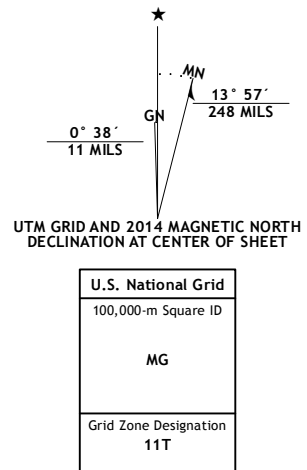 MN
GN
13° 57´
248 MILS
0° 38´
11 MILS
UTM GRID AND 2014 MAGNETIC NORTH
DECLINATION AT CENTER OF SHEET
U.S. National Grid
100,000-m Square ID
MG
Grid Zone Designation
11T